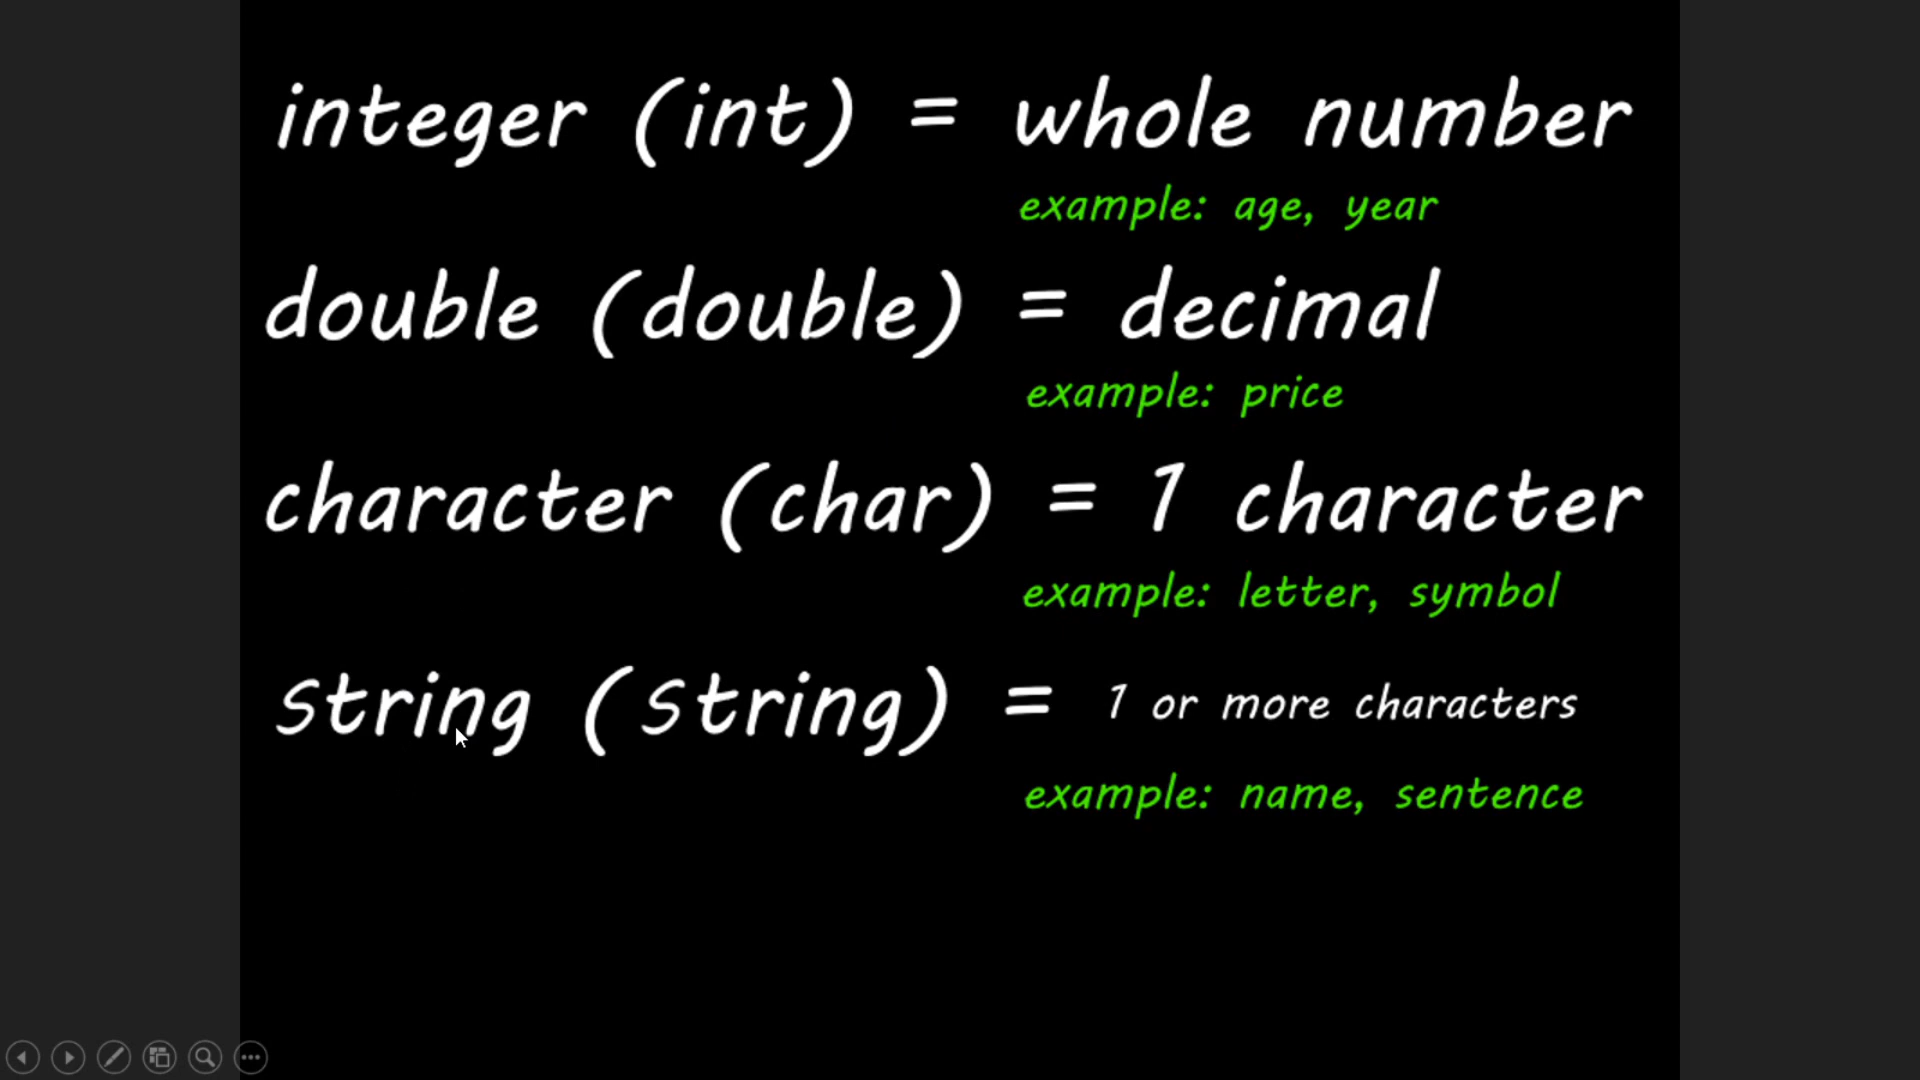 integer (int) = whole number
example: age, year
double (double) = decimal
example: price
character (char) = 1 character
example: letter, symbol
String (String) = 1 or more characters
example: name, sentence